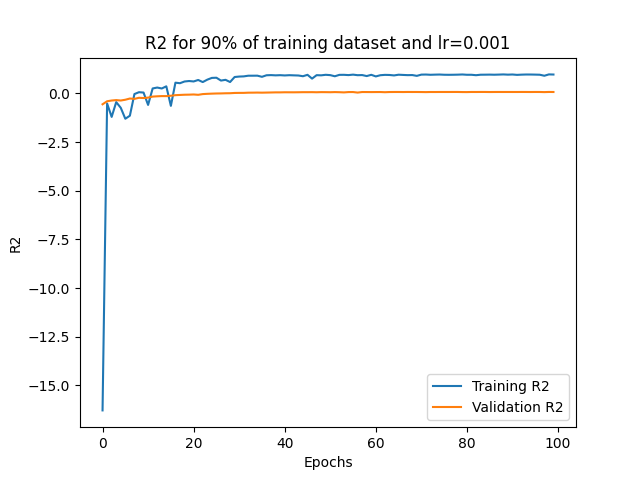 R2 for 90% of training dataset and lr=0.001
R2
0.0
−2.5
−5.0
−7.5
−10.0
−12.5
−15.0
0 20 40 60 80 100
Epochs
Training R2
Validation R2